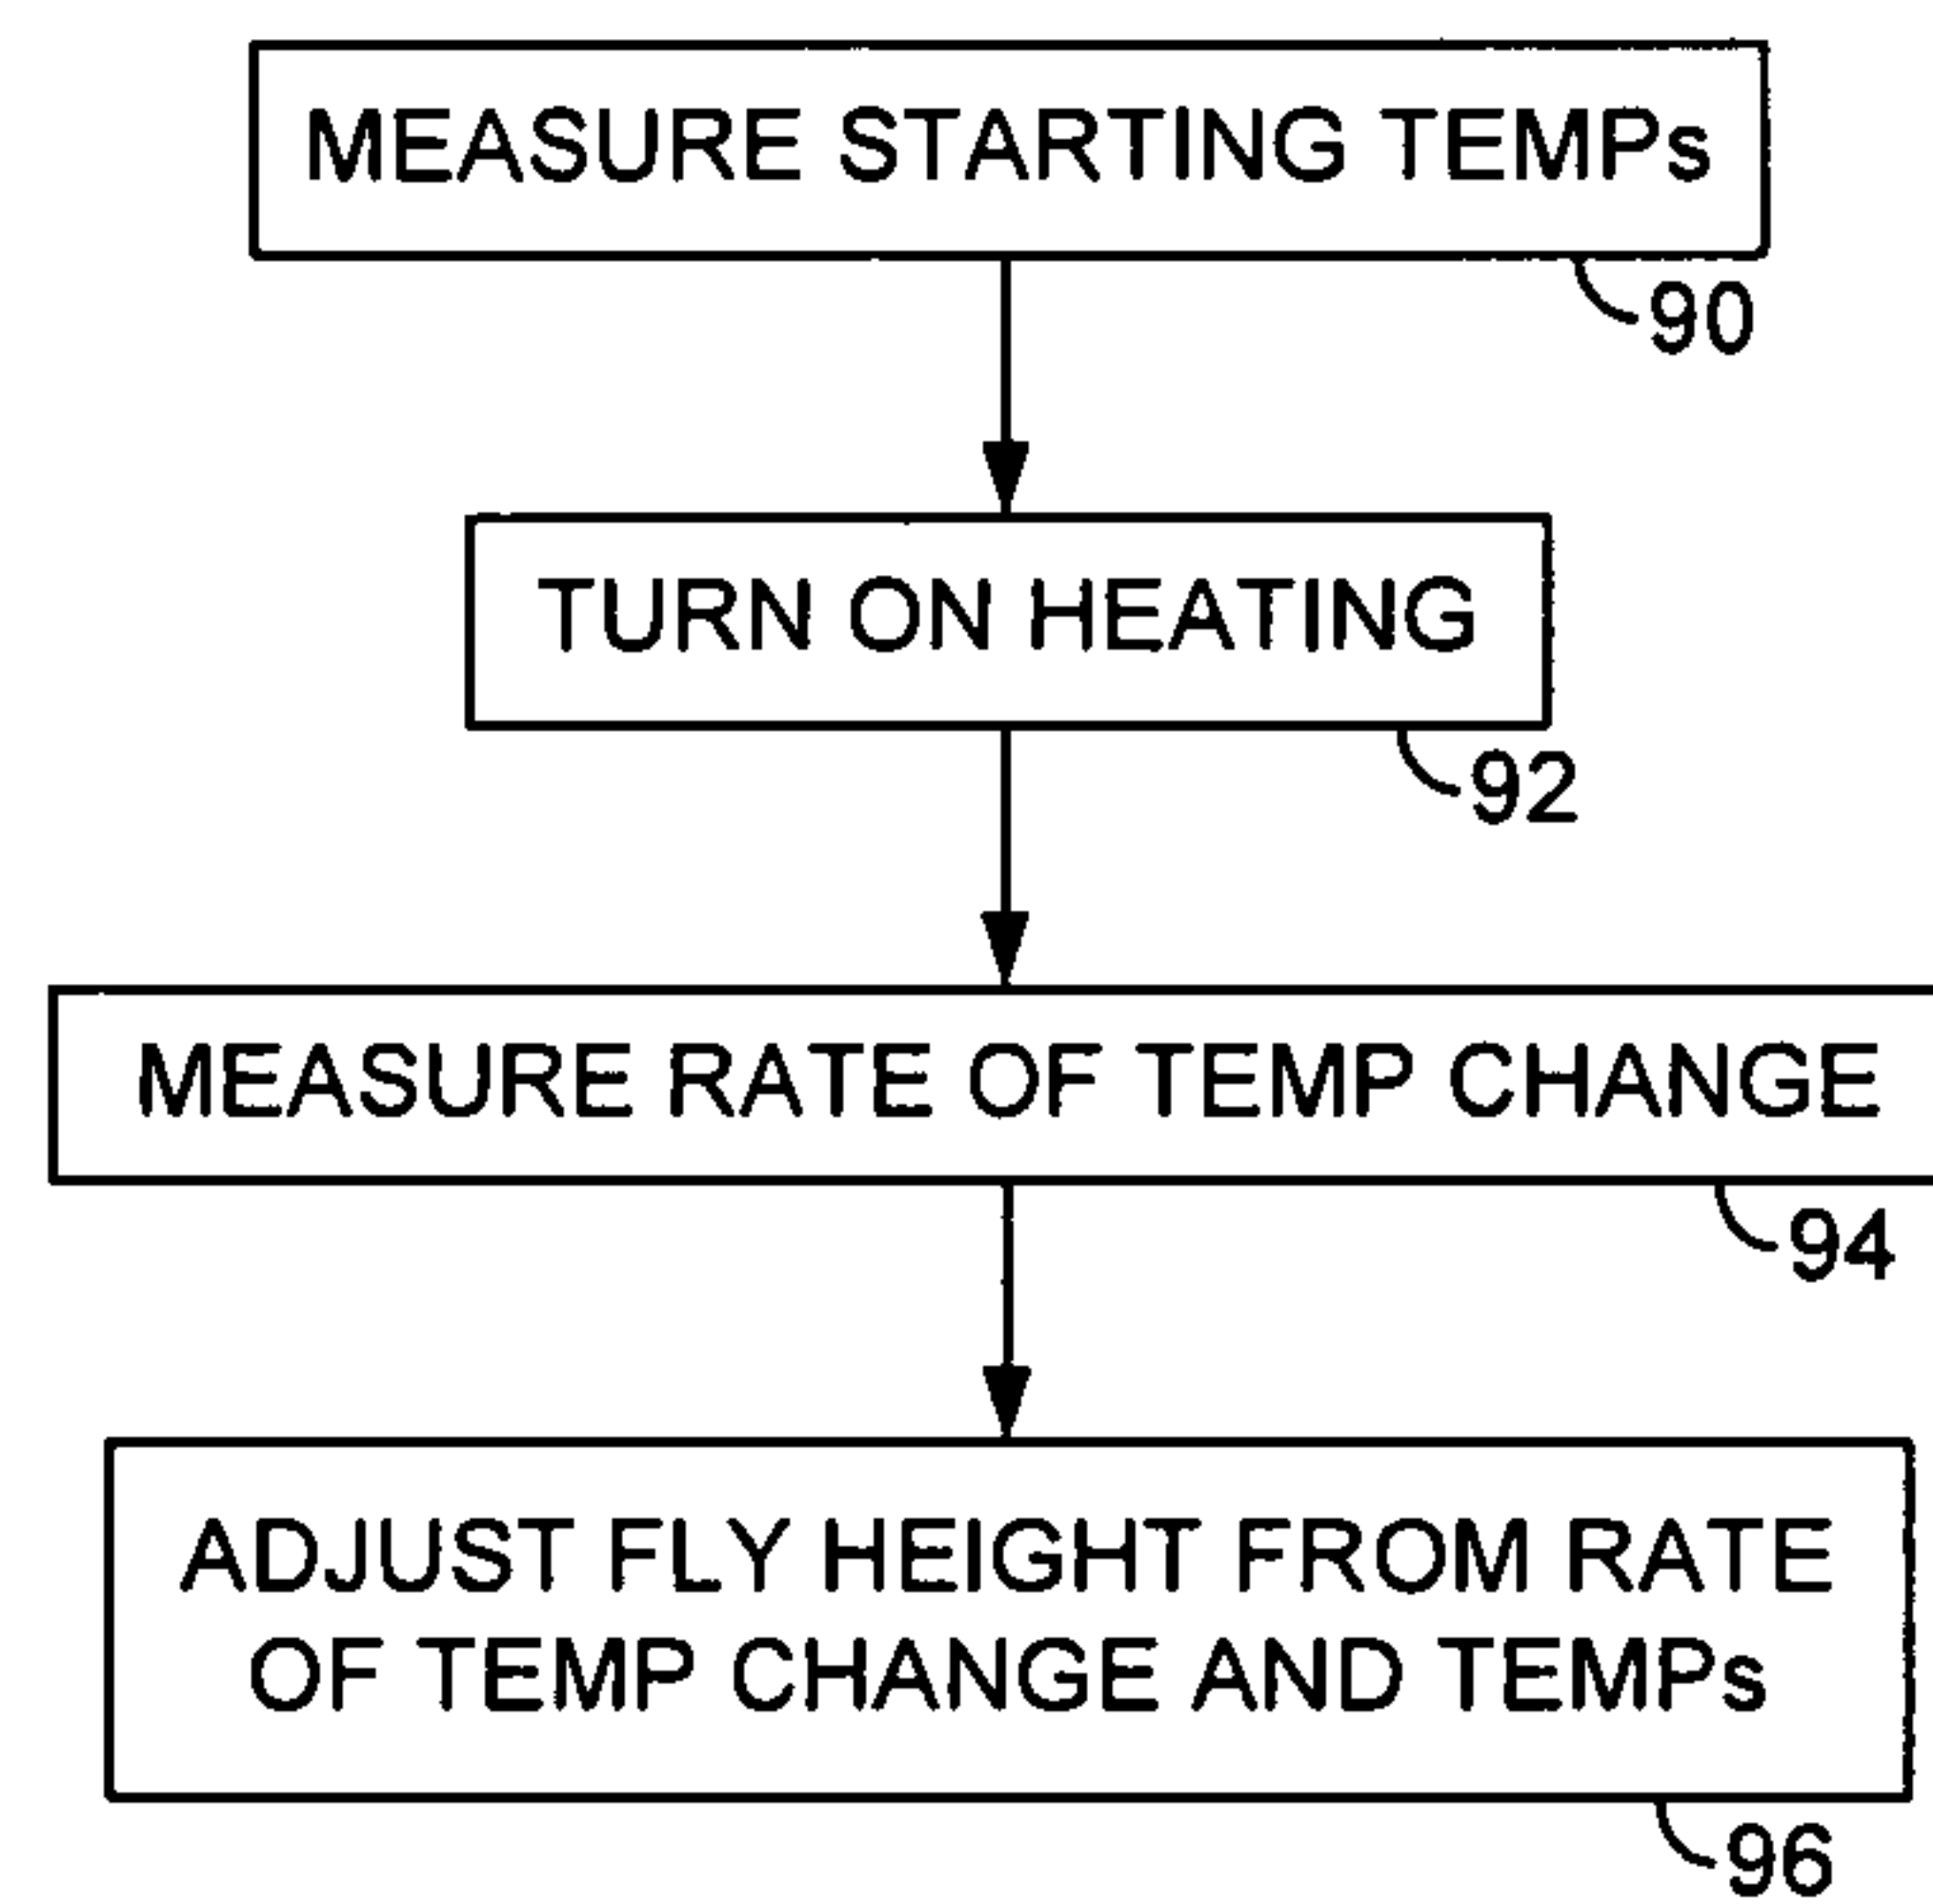 MEASURE STARTING TEMPs
90
TURN ON HEATING
92
MEASURE RATE OF TEMP CHANGE
94
ADJUST FLY HEIGHT FROM RATE
OF TEMP CHANGE AND TEMPs
96